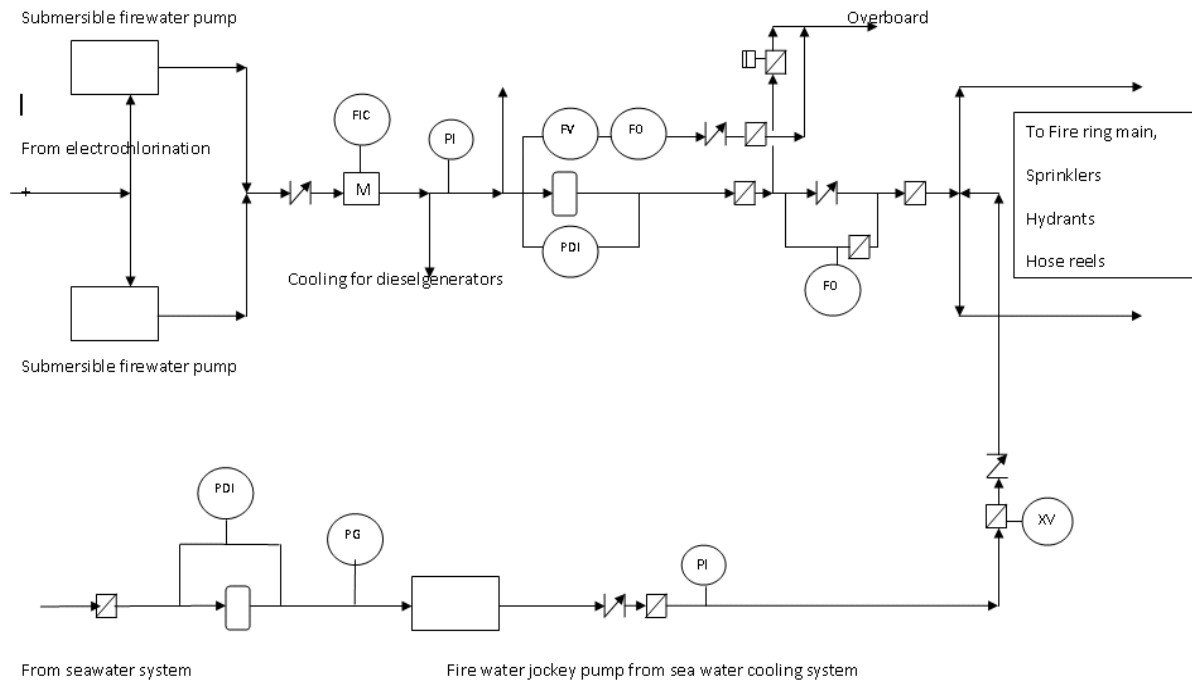 Submersible firewater pump
Overboard
FIC
PI
FV
FO
From electrochlorination
M
PDI
Cooling for dieselgenerators
FO
To Fire ring main,
Sprinklers
Hydrants
Hose reels
Submersible firewater pump
PDI
PG
PI
XV
From seawater system
Fire water jockey pump from sea water cooling system